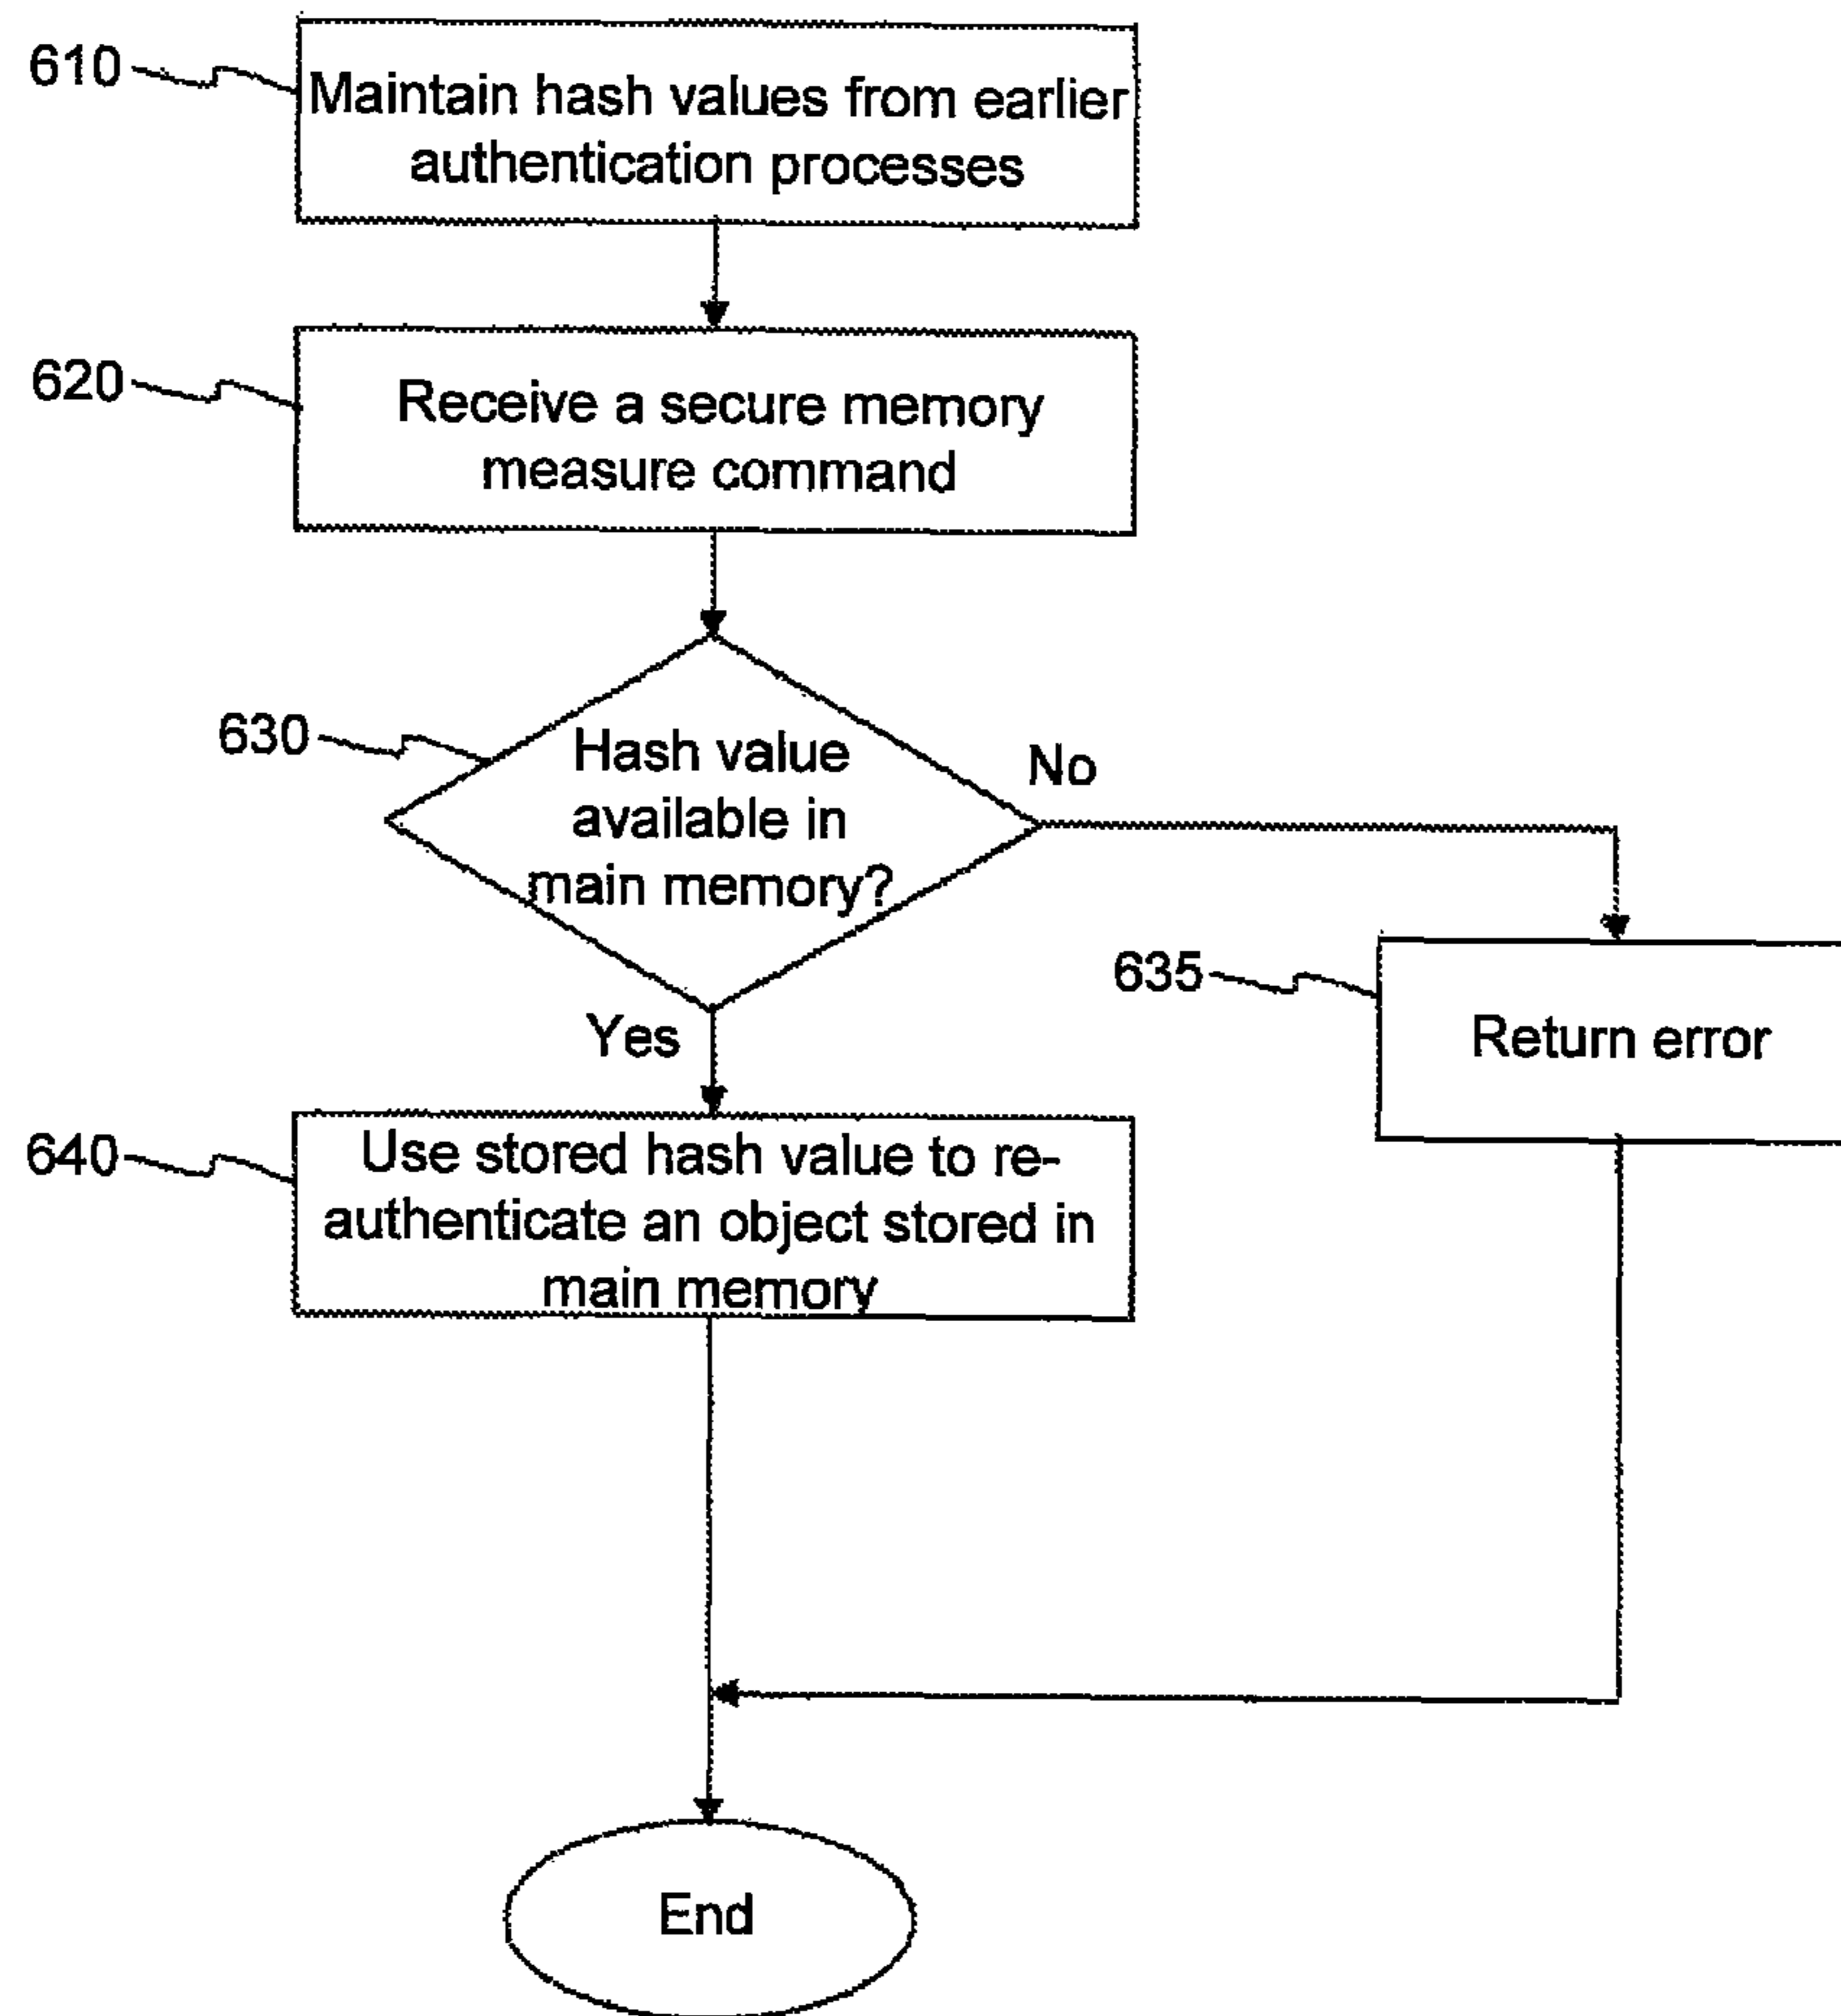 610
Maintain hash values from earlier
authentication processes
620
Receive a secure memory
measure command
630
Hash value
available in
main memory?
No
635
Return error
Yes
640
Use stored hash value to re-
authenticate an object stored in
main memory
End